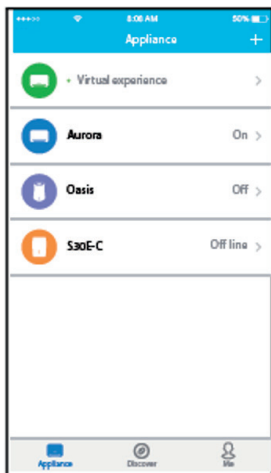 8:08 AM 50%
Appliance +
Virtual experience
Aurora On
Oasis Off
S30E-C Off line
Appliance Discover Me